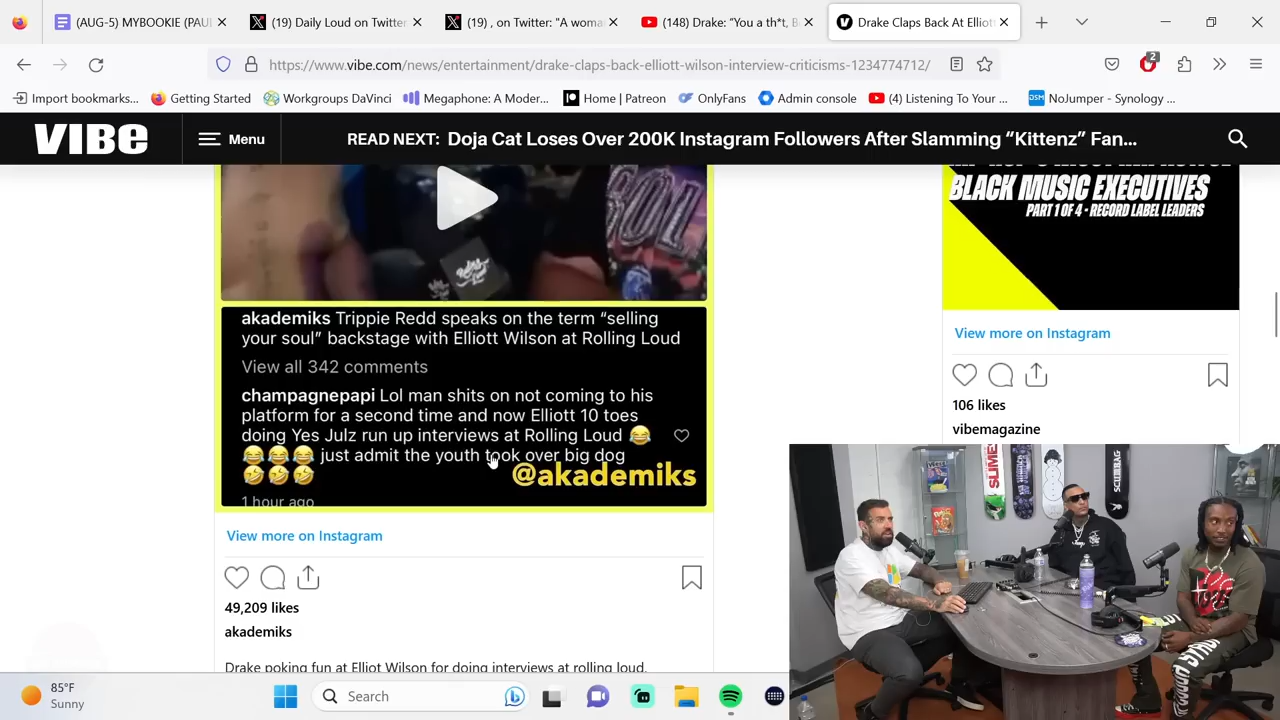 (AUG-5) MYBOOKIE (PAU
(19) Daily Loud on Twitter
(19) , on Twitter: "A woma
(148) Drake: "You a th*t, B
Drake Claps Back At Elliot
https://www.vibe.com/news/entertainment/drake-claps-back-elliott-wilson-interview-criticisms-1234774712/
2
Import bookmarks...
Getting Started
Workgroup DaVinci
Megaphone: A Moder...
Home | Patreon
OnlyFans
Admin console
(4) Listening To Your ...
DSM
NoJumper - Synology ...
VIBE
Menu
READ NEXT: Doja Cat Loses Over 200K Instagram Followers After Slamming “Kittenz” Fan...
akademiks Trippie Redd speaks on the term “selling
your soul” backstage with Elliott Wilson at Rolling Loud
View all 342 comments
champagnepapi Lol man shits on not coming to his
platform for a second time and now Elliott 10 toes
doing Yes Julz run up interviews at Rolling Loud 😂
😂😂😂 just admit the youth took over big dog
🤣🤣🤣
@akademiks
1 hour ago
View more on Instagram
49,209 likes
akademiks
Drake poking fun at Elliot Wilson for doing interviews at rolling loud.
BLACK MUSIC EXECUTIVES
PART 1 OF 4 - RECORD LABEL LEADERS
View more on Instagram
106 likes
vibemagazine
SLIME
SCUMBAG
85°F
Sunny
Search